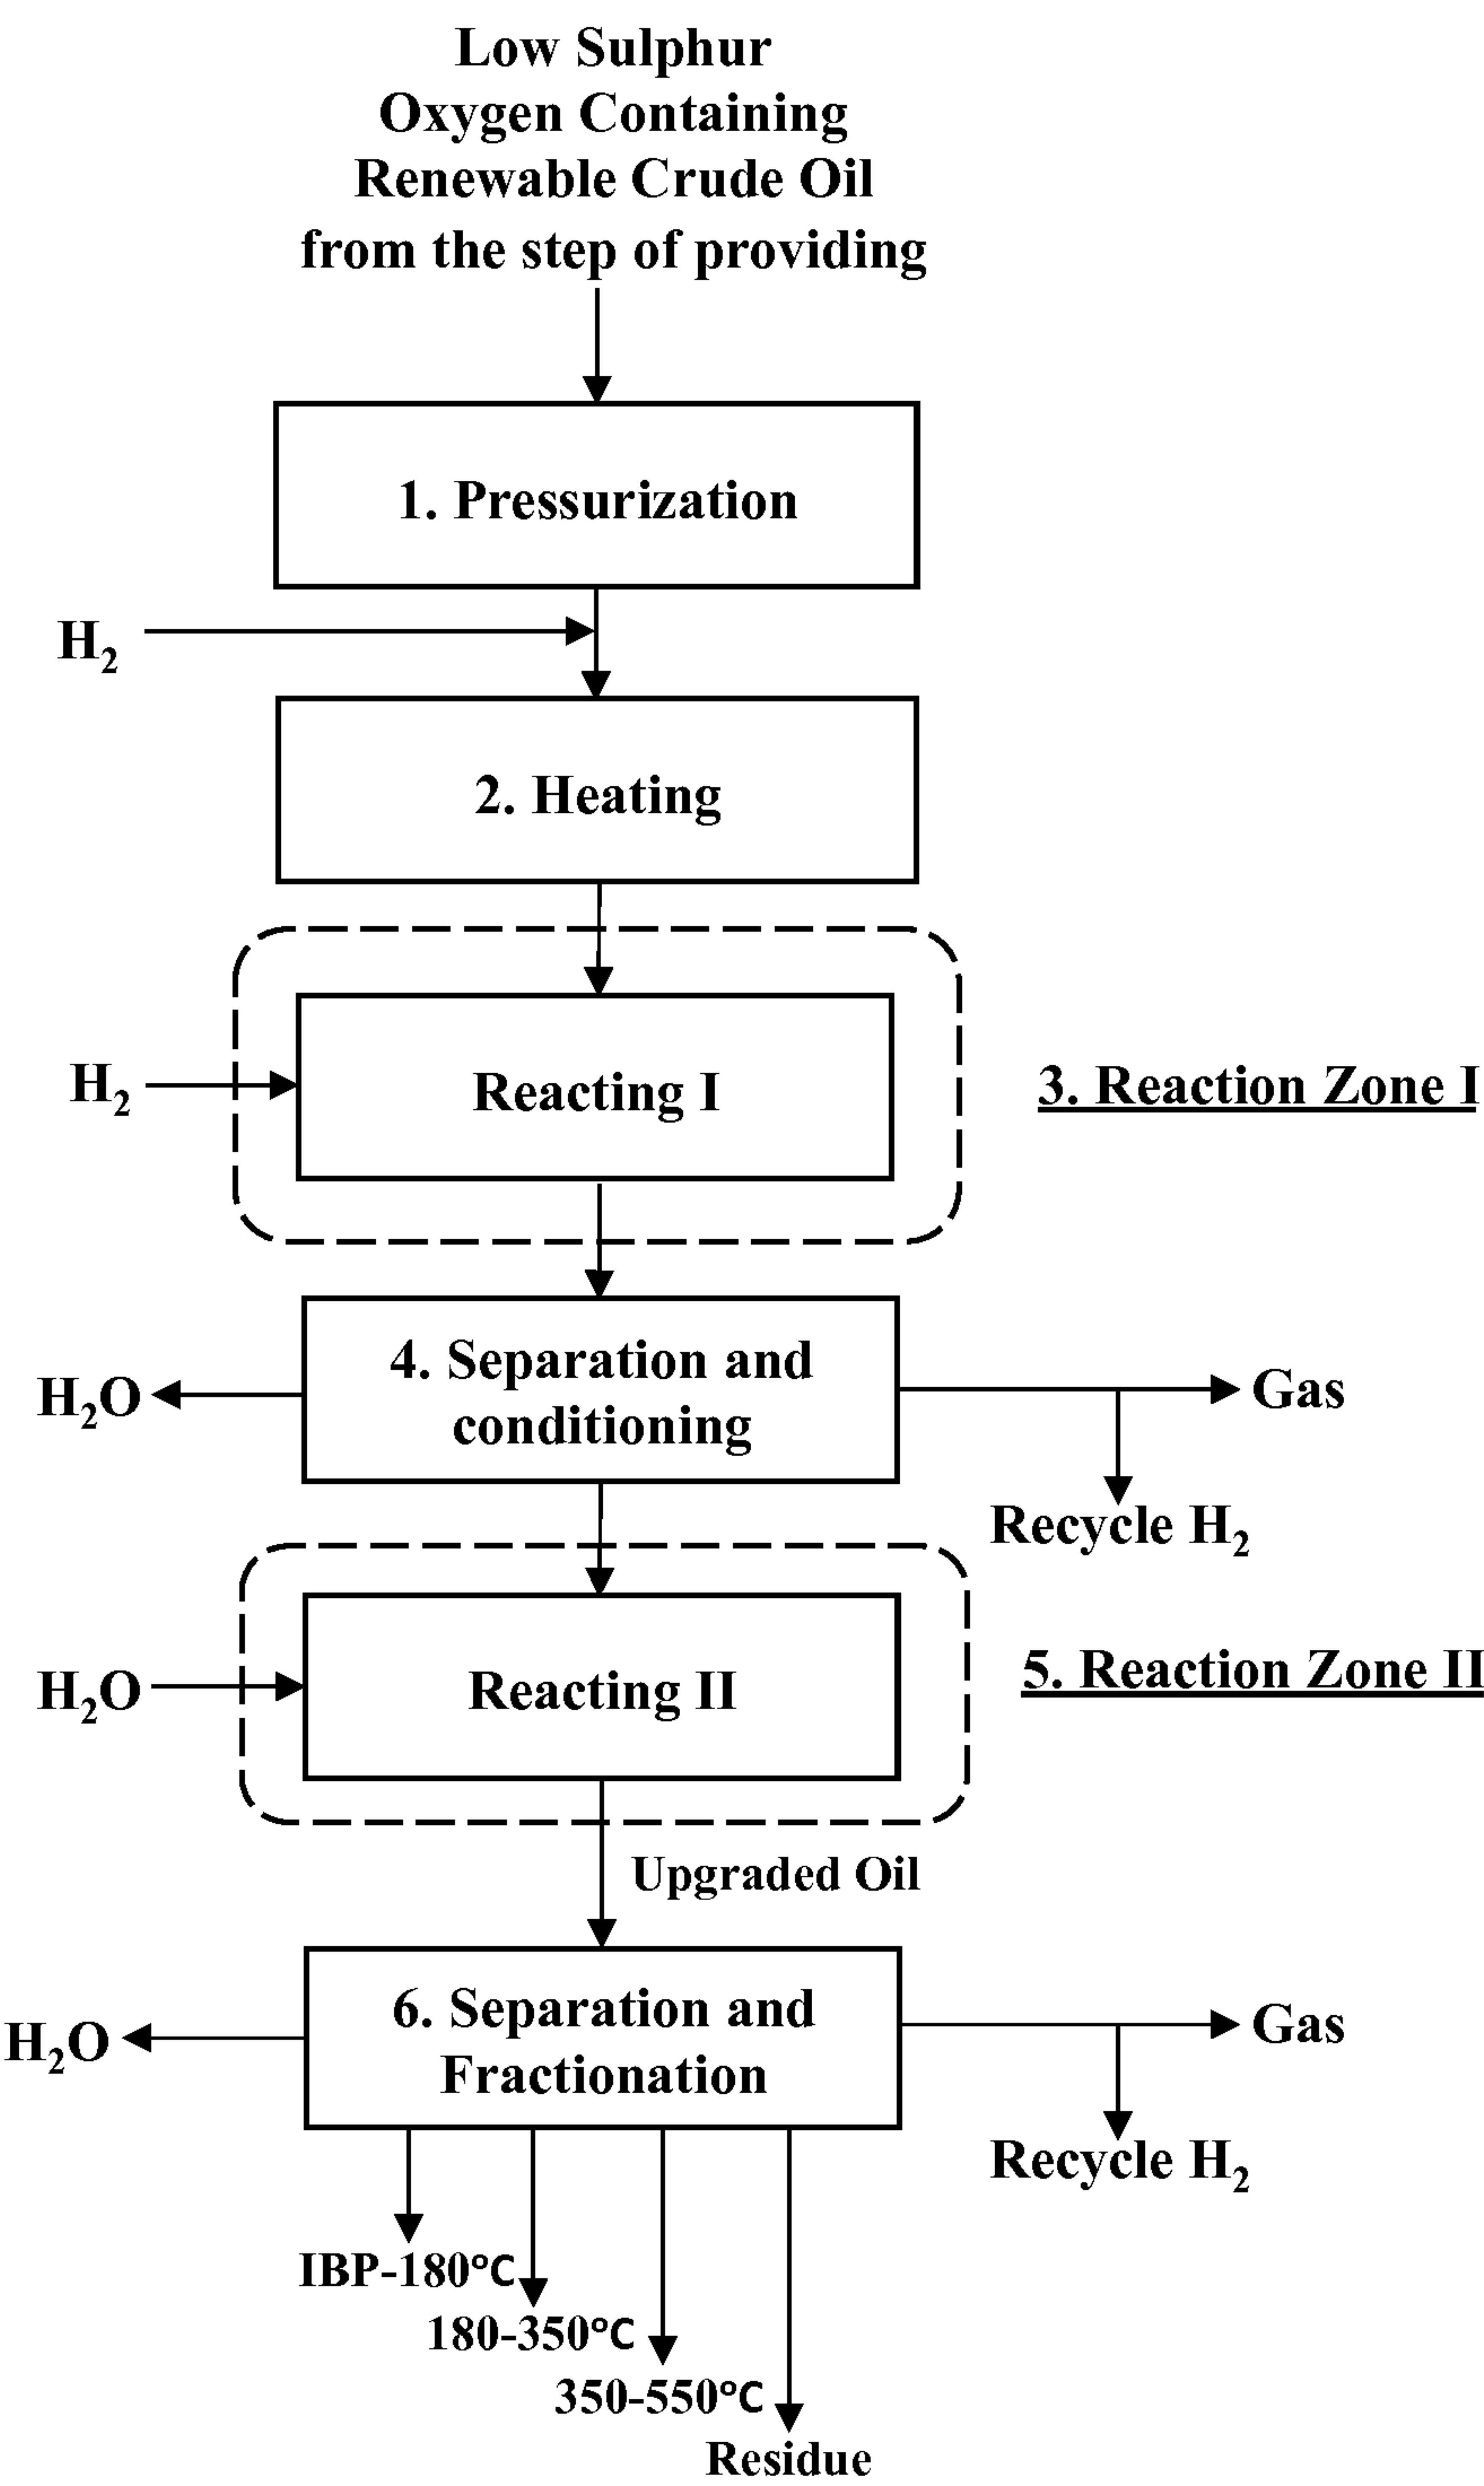 Low Sulphur
Oxygen Containing
Renewable Crude Oil
from the step of providing
1. Pressurization
H₂
2. Heating
H₂
Reacting I
3. Reaction Zone I
H₂O
4. Separation and
conditioning
Gas
Recycle H₂
H₂O
Reacting II
5. Reaction Zone II
Upgraded Oil
H₂O
6. Separation and
Fractionation
Gas
Recycle H₂
IBP-180°C
180-350°C
350-550°C
Residue